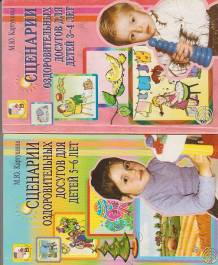 М.Ю. Картушина
СЦЕНАРИИ
ОЗДОРОВИТЕЛЬНЫХ
ДОСУГОВ ДЛЯ
ДЕТЕЙ 3–4 ЛЕТ
М.Ю. Картушина
СЦЕНАРИИ
ОЗДОРОВИТЕЛЬНЫХ
ДОСУГОВ ДЛЯ
ДЕТЕЙ 5–6 ЛЕТ